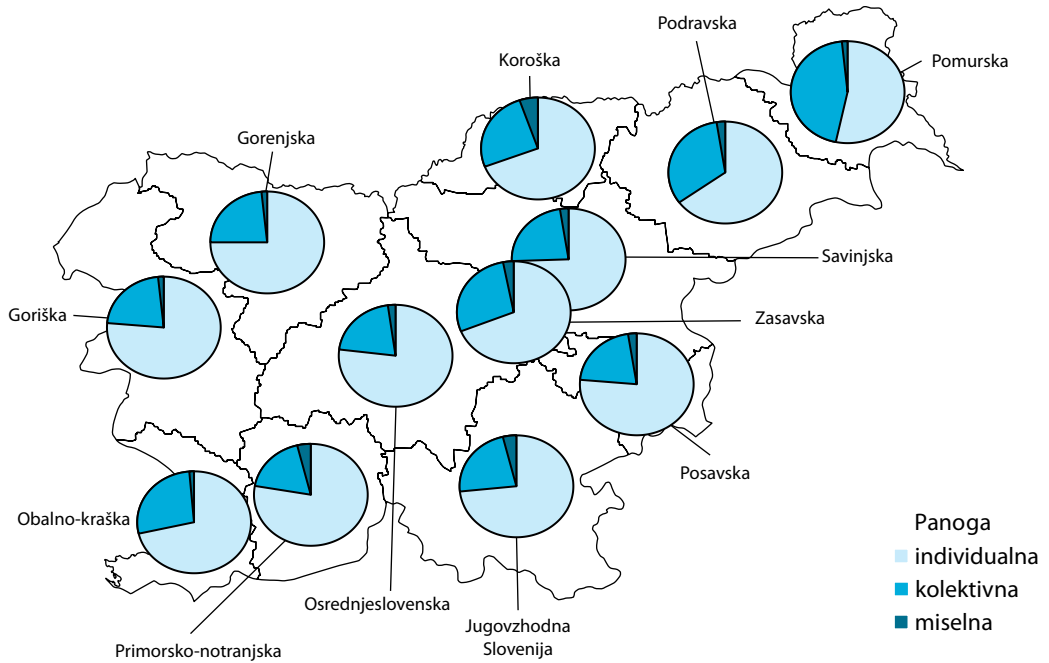 Podravska
Pomurska
Koroška
Gorenjska
Savinjska
Goriška
Zasavska
Posavska
Obalno-kraška
Osrednjeslovenska
Jugovzhodna
Slovenija
Primorsko-notranjska
Panoga
individualna
kolektivna
miselna